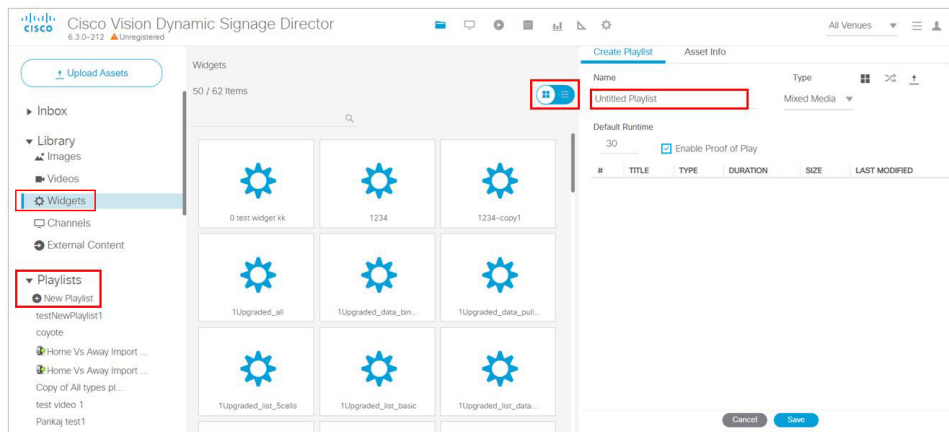 CISCO
Cisco Vision Dynamic Signage Director
6.3.0-212 Unregistered
All Venues
Upload Assets
Inbox
Library
Images
Videos
Widgets
Channels
External Content
Playlists
New Playlist
testNewPlaylist1
coyote
Home Vs Away Import ...
Home Vs Away Import ...
Copy of All types pl...
test video 1
Pankaj test1
Widgets
50 / 62 Items
0 test widget kk
1234
1234-copy1
1Upgraded_all
1Upgraded_data_bin...
1Upgraded_data_pull...
1Upgraded_list_5cells
1Upgraded_list_basic
1Upgraded_list_data...
Create Playlist
Asset Info
Name
Type
Untitled Playlist
Mixed Media
Default Runtime
30
Enable Proof of Play
# TITLE TYPE DURATION SIZE LAST MODIFIED
Cancel
Save